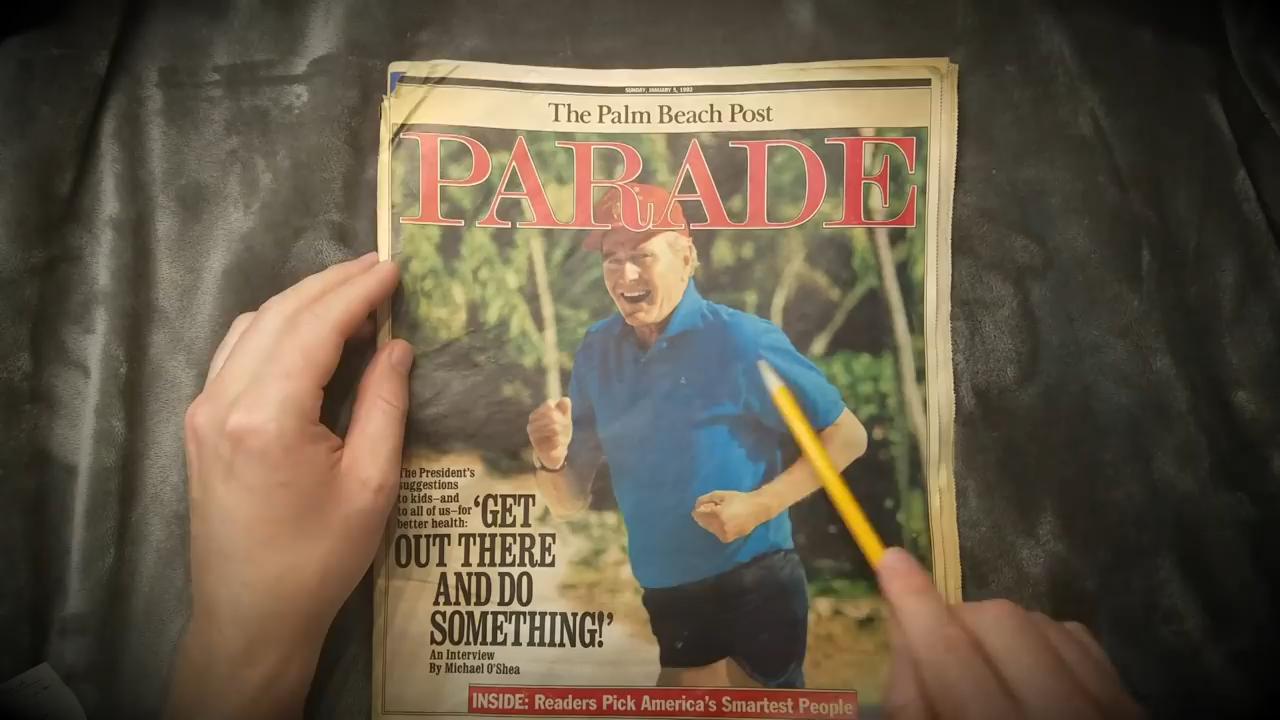 SUNDAY, JANUARY 5, 1992
The Palm Beach Post
PARADE
The President's
suggestions
to kids–and
to all of us–for
better health:
'GET
OUT THERE
AND DO
SOMETHING!'
An Interview
By Michael O'Shea
INSIDE: Readers Pick America's Smartest People